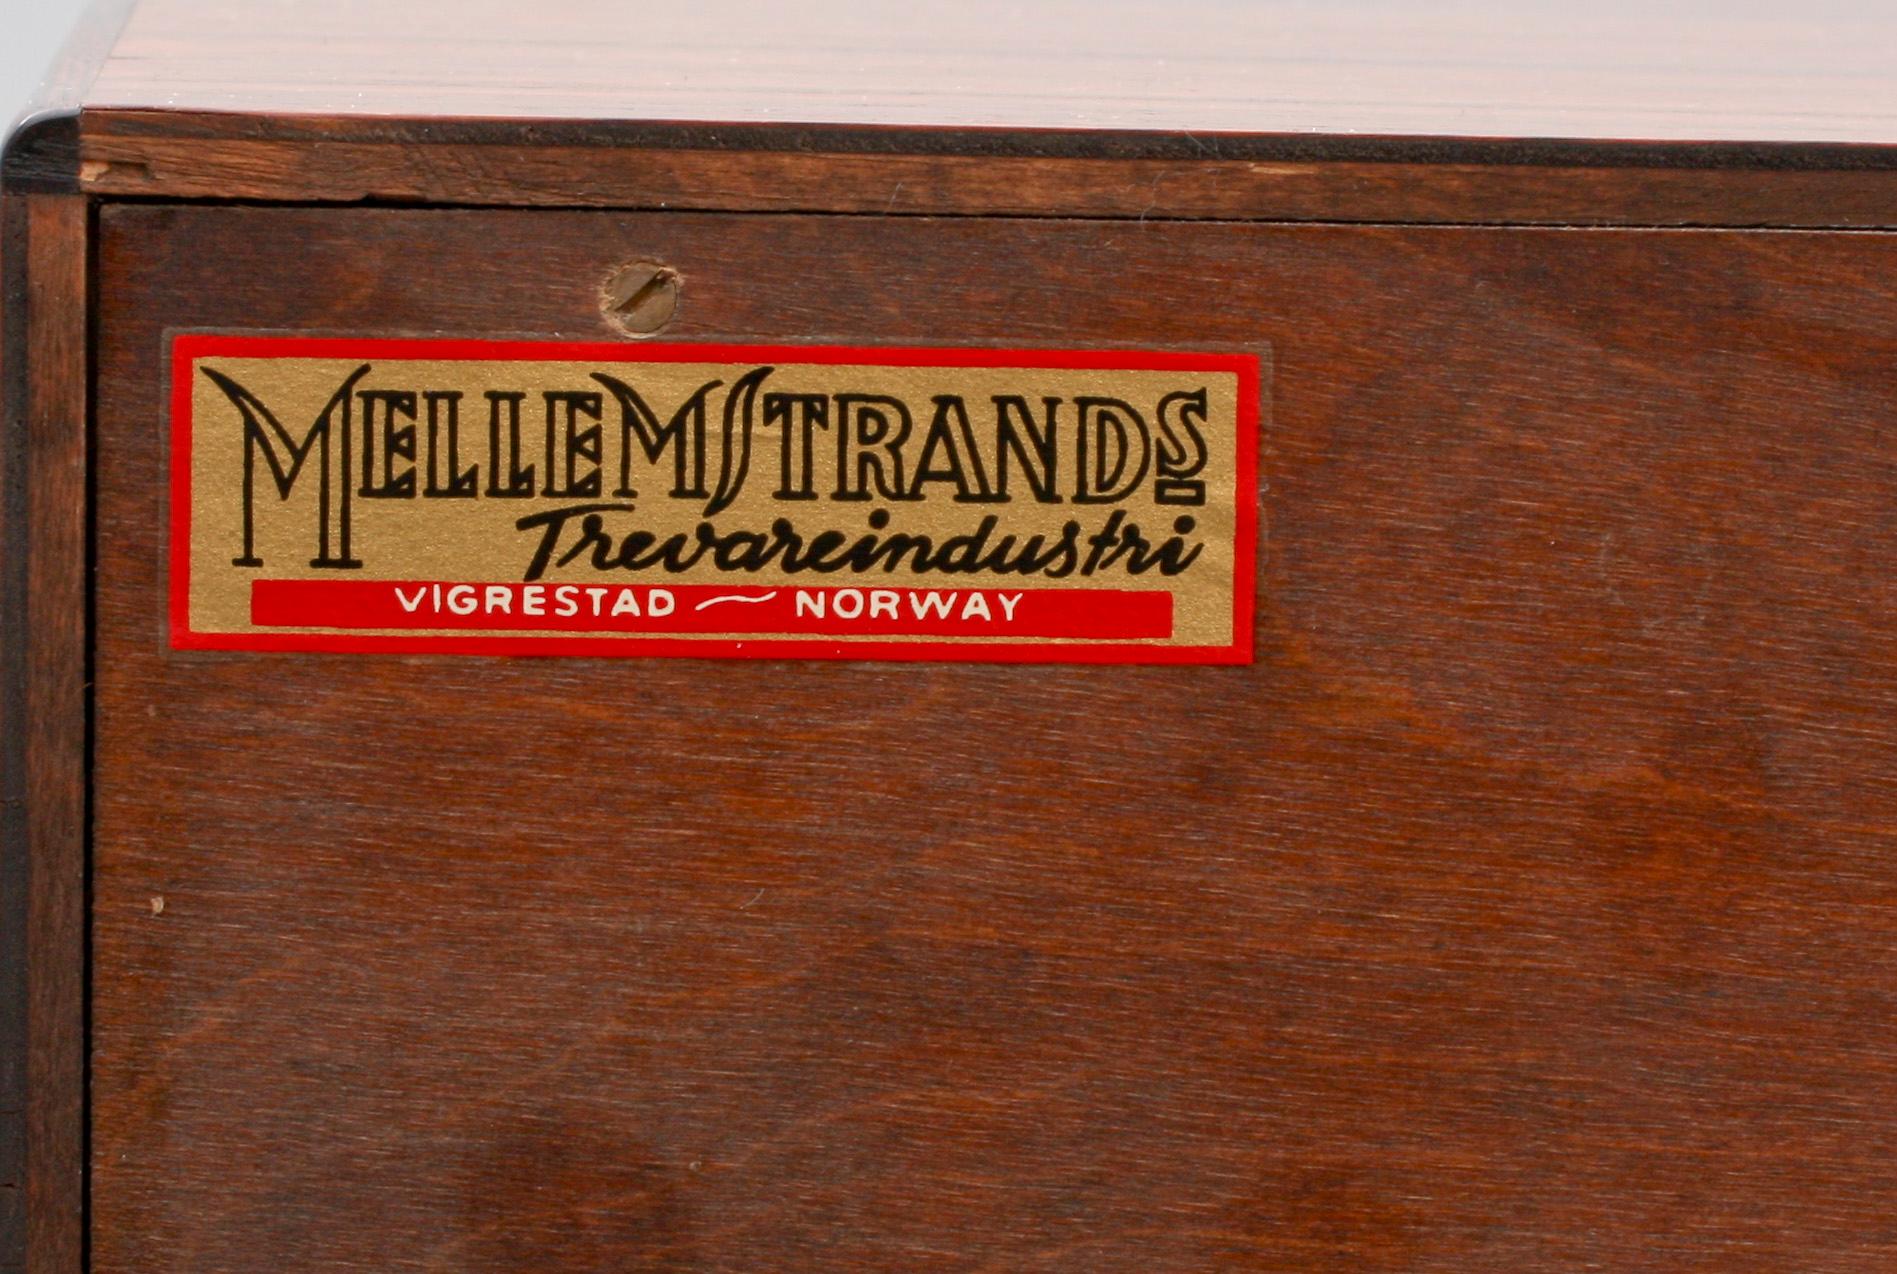 MELLEMSTRANDS
Trevareindustri
VIGRESTAD ~ NORWAY